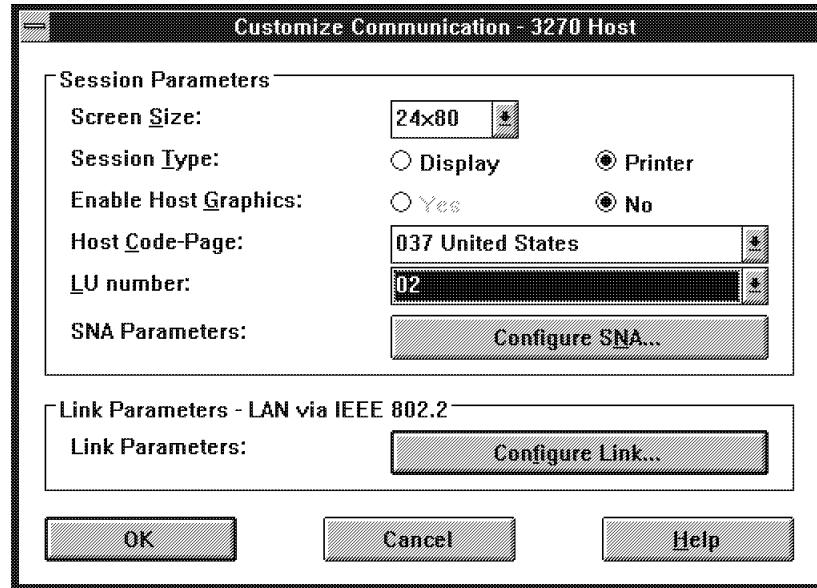 Customize Communication - 3270 Host
Session Parameters
Screen Size: 24x80
Session Type: Display Printer
Enable Host Graphics: Yes No
Host Code-Page: 037 United States
LU number: 02
SNA Parameters: Configure SNA...
Link Parameters - LAN via IEEE 802.2
Link Parameters: Configure Link...
OK Cancel Help